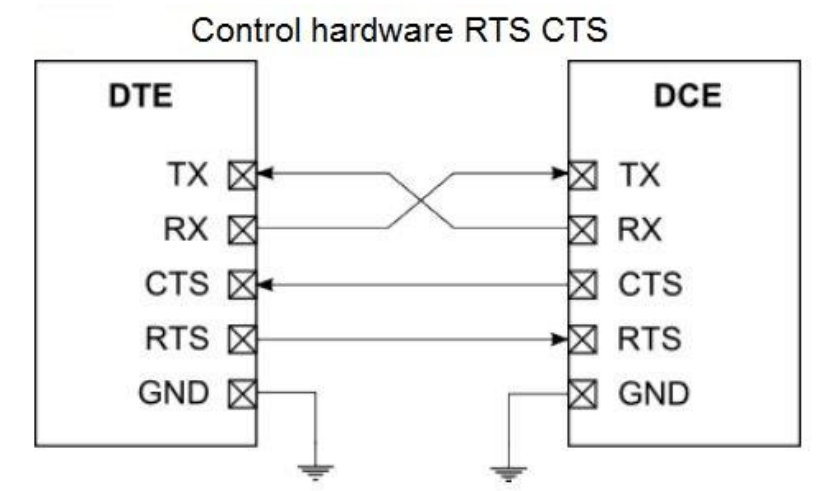 Control hardware RTS CTS
DTE
DCE
TX
TX
RX
RX
CTS
CTS
RTS
RTS
GND
GND